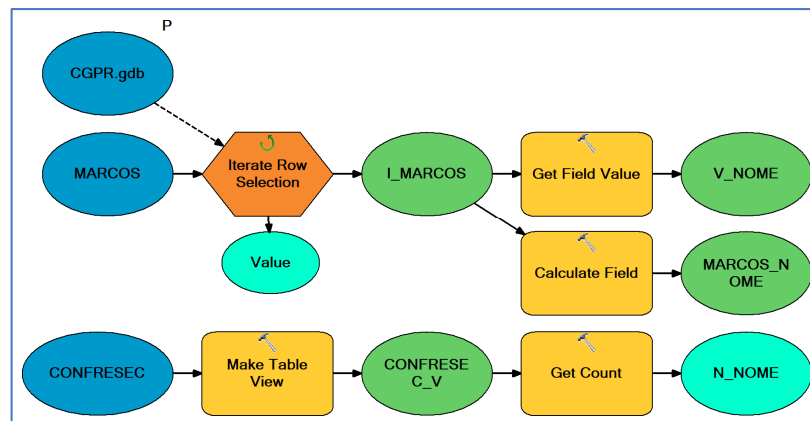 P
CGPR.gdb
MARCOS
Iterate Row
Selection
I_MARCOS
Get Field Value
V_NOME
Value
Calculate Field
MARCOS_N
OME
CONFRESEC
Make Table
View
CONFRESE
C_V
Get Count
N_NOME